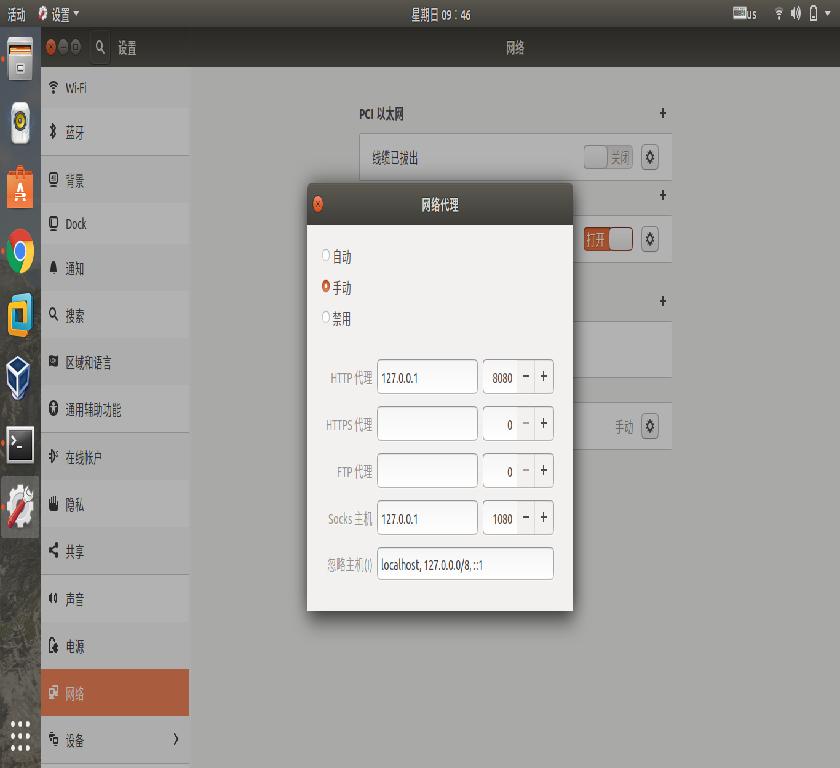 活动 设置 星期日 09：46 us
设置 网络
Wi-Fi
蓝牙
背景
Dock
通知
搜索
区域和语言
通用辅助功能
在线帐户
隐私
共享
声音
电源
网络
设备
PCI 以太网
线缆已拔出 关闭
打开
手动
网络代理
自动
手动
禁用
HTTP 代理 127.0.0.1 8080 − +
HTTPS 代理 0 − +
FTP 代理 0 − +
Socks 主机 127.0.0.1 1080 − +
忽略主机(I) localhost, 127.0.0.0/8, ::1